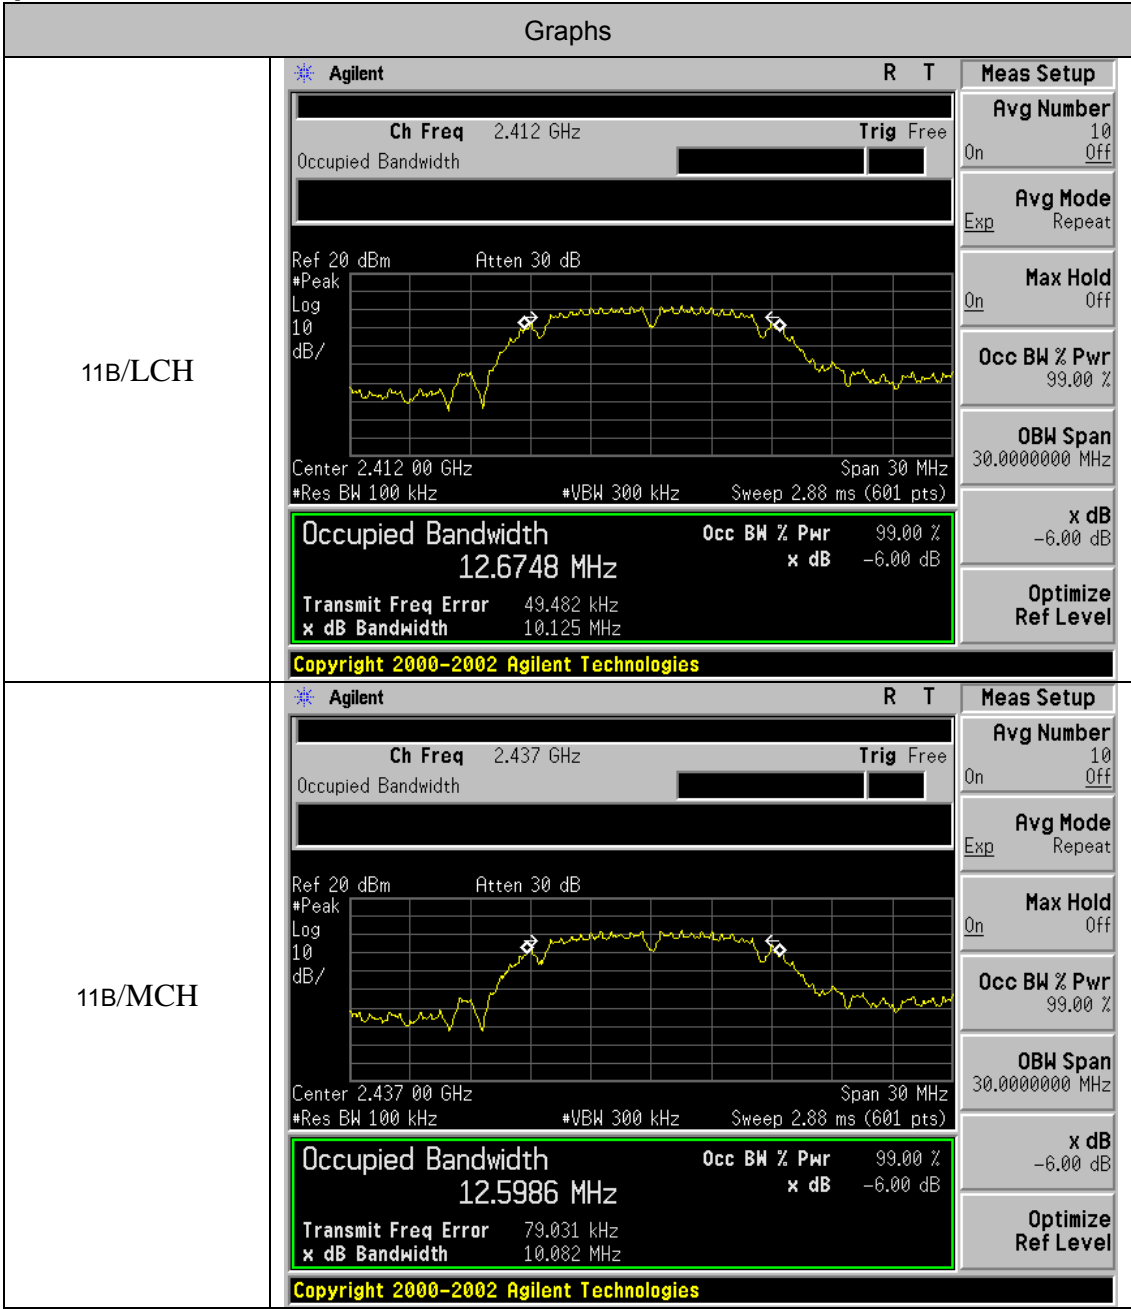 Graphs
11B/LCH
Agilent
R T
Meas Setup
Ch Freq 2.412 GHz
Trig Free
Occupied Bandwidth
Avg Number
10
On Off
Avg Mode
Exp Repeat
Max Hold
On Off
Occ BW % Pwr
99.00 %
OBW Span
30.0000000 MHz
x dB
-6.00 dB
Optimize
Ref Level
Ref 20 dBm Atten 30 dB
#Peak
Log
10
dB/
Center 2.412 00 GHz Span 30 MHz
#Res BW 100 kHz #VBW 300 kHz Sweep 2.88 ms (601 pts)
Occupied Bandwidth Occ BW % Pwr 99.00 %
12.6748 MHz x dB -6.00 dB
Transmit Freq Error 49.482 kHz
x dB Bandwidth 10.125 MHz
Copyright 2000-2002 Agilent Technologies
11B/MCH
Agilent
R T
Meas Setup
Ch Freq 2.437 GHz
Trig Free
Occupied Bandwidth
Avg Number
10
On Off
Avg Mode
Exp Repeat
Max Hold
On Off
Occ BW % Pwr
99.00 %
OBW Span
30.0000000 MHz
x dB
-6.00 dB
Optimize
Ref Level
Ref 20 dBm Atten 30 dB
#Peak
Log
10
dB/
Center 2.437 00 GHz Span 30 MHz
#Res BW 100 kHz #VBW 300 kHz Sweep 2.88 ms (601 pts)
Occupied Bandwidth Occ BW % Pwr 99.00 %
12.5986 MHz x dB -6.00 dB
Transmit Freq Error 79.031 kHz
x dB Bandwidth 10.082 MHz
Copyright 2000-2002 Agilent Technologies